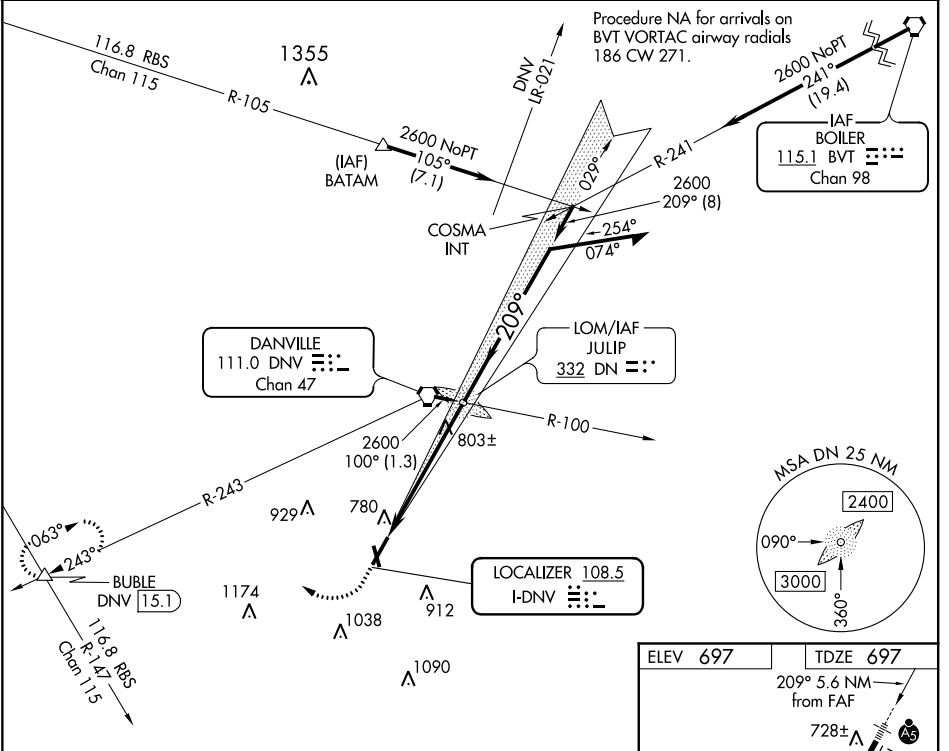 Procedure NA for arrivals on
BVT VORTAC airway radials
186 CW 271.
116.8 RBS
Chan 115
R-105
1355
DNV
LR-021
2600 NoPT
241°
(19.4)
IAF
BOILER
115.1 BVT
Chan 98
R-241
(IAF)
BATAM
2600 NoPT
105°
(7.1)
029°
2600
209° (8)
COSMA
INT
254°
074°
209°
DANVILLE
111.0 DNV
Chan 47
LOM/IAF
JULIP
332 DN
R-100
2600
100° (1.3)
803±
R-243
929
780
MSA DN 25 NM
2400
090°
3000
360°
063°
243°
BUBLE
DNV 15.1
116.8 RBS
R-147
Chan 115
1174
1038
912
1090
LOCALIZER 108.5
I-DNV
ELEV 697
TDZE 697
209° 5.6 NM
from FAF
728±
A5